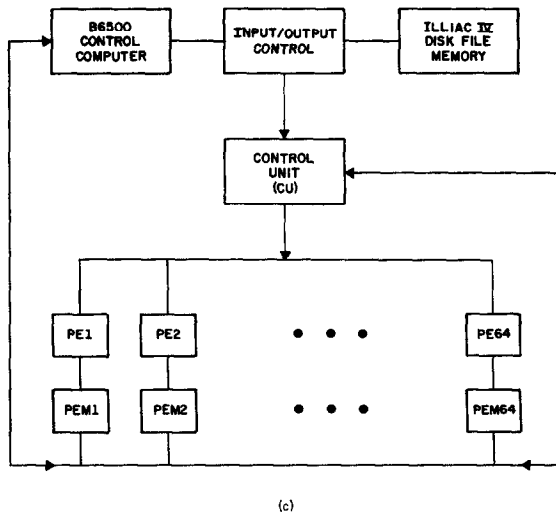 B6500
CONTROL
COMPUTER
INPUT/OUTPUT
CONTROL
ILLIAC IV
DISK FILE
MEMORY
CONTROL
UNIT
(CU)
PE1
PE2
PE64
PEM1
PEM2
PEM64
(c)